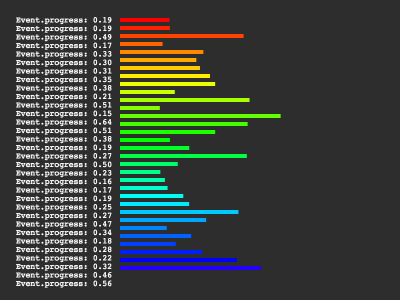 Event.progress: 0.19
Event.progress: 0.19
Event.progress: 0.49
Event.progress: 0.17
Event.progress: 0.33
Event.progress: 0.30
Event.progress: 0.31
Event.progress: 0.35
Event.progress: 0.38
Event.progress: 0.21
Event.progress: 0.51
Event.progress: 0.15
Event.progress: 0.64
Event.progress: 0.51
Event.progress: 0.38
Event.progress: 0.19
Event.progress: 0.27
Event.progress: 0.50
Event.progress: 0.23
Event.progress: 0.16
Event.progress: 0.17
Event.progress: 0.19
Event.progress: 0.25
Event.progress: 0.27
Event.progress: 0.47
Event.progress: 0.34
Event.progress: 0.18
Event.progress: 0.28
Event.progress: 0.22
Event.progress: 0.32
Event.progress: 0.46
Event.progress: 0.56